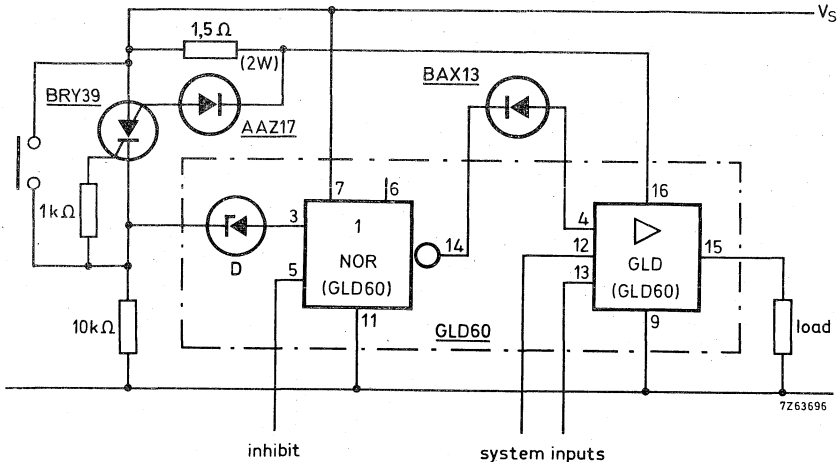 V_S
1,5 Ω
(2W)
BAX13
BRY39
AAZ17
7
6
16
1kΩ
3
1
14
4
15
12
NOR
GLD
13
5
(GLD60)
(GLD60)
D
10kΩ
11
GLD60
9
load
7Z63696
inhibit
system inputs